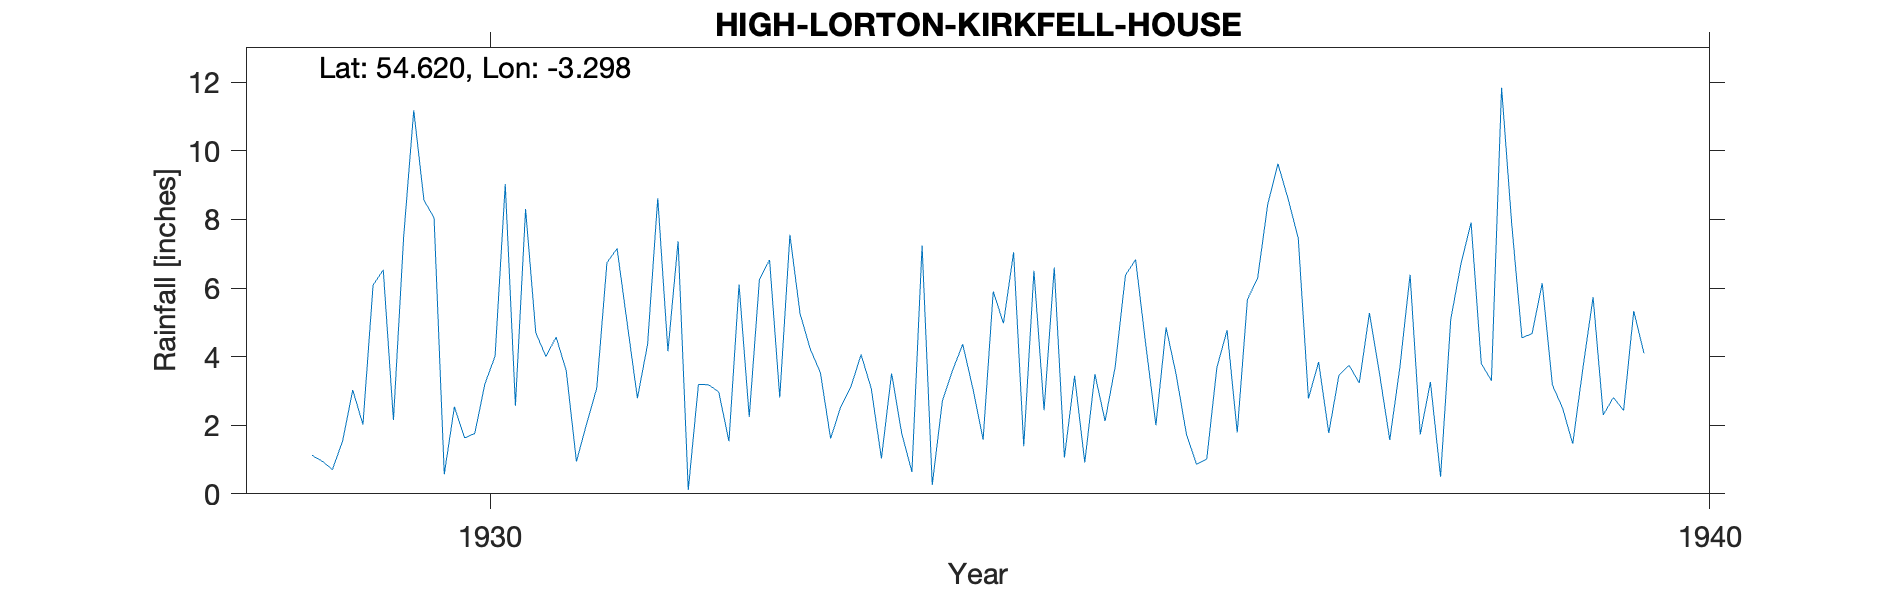 HIGH-LORTON-KIRKFELL-HOUSE
Lat: 54.620, Lon: -3.298
12
10
8
6
4
2
0
Rainfall [inches]
1930
1940
Year